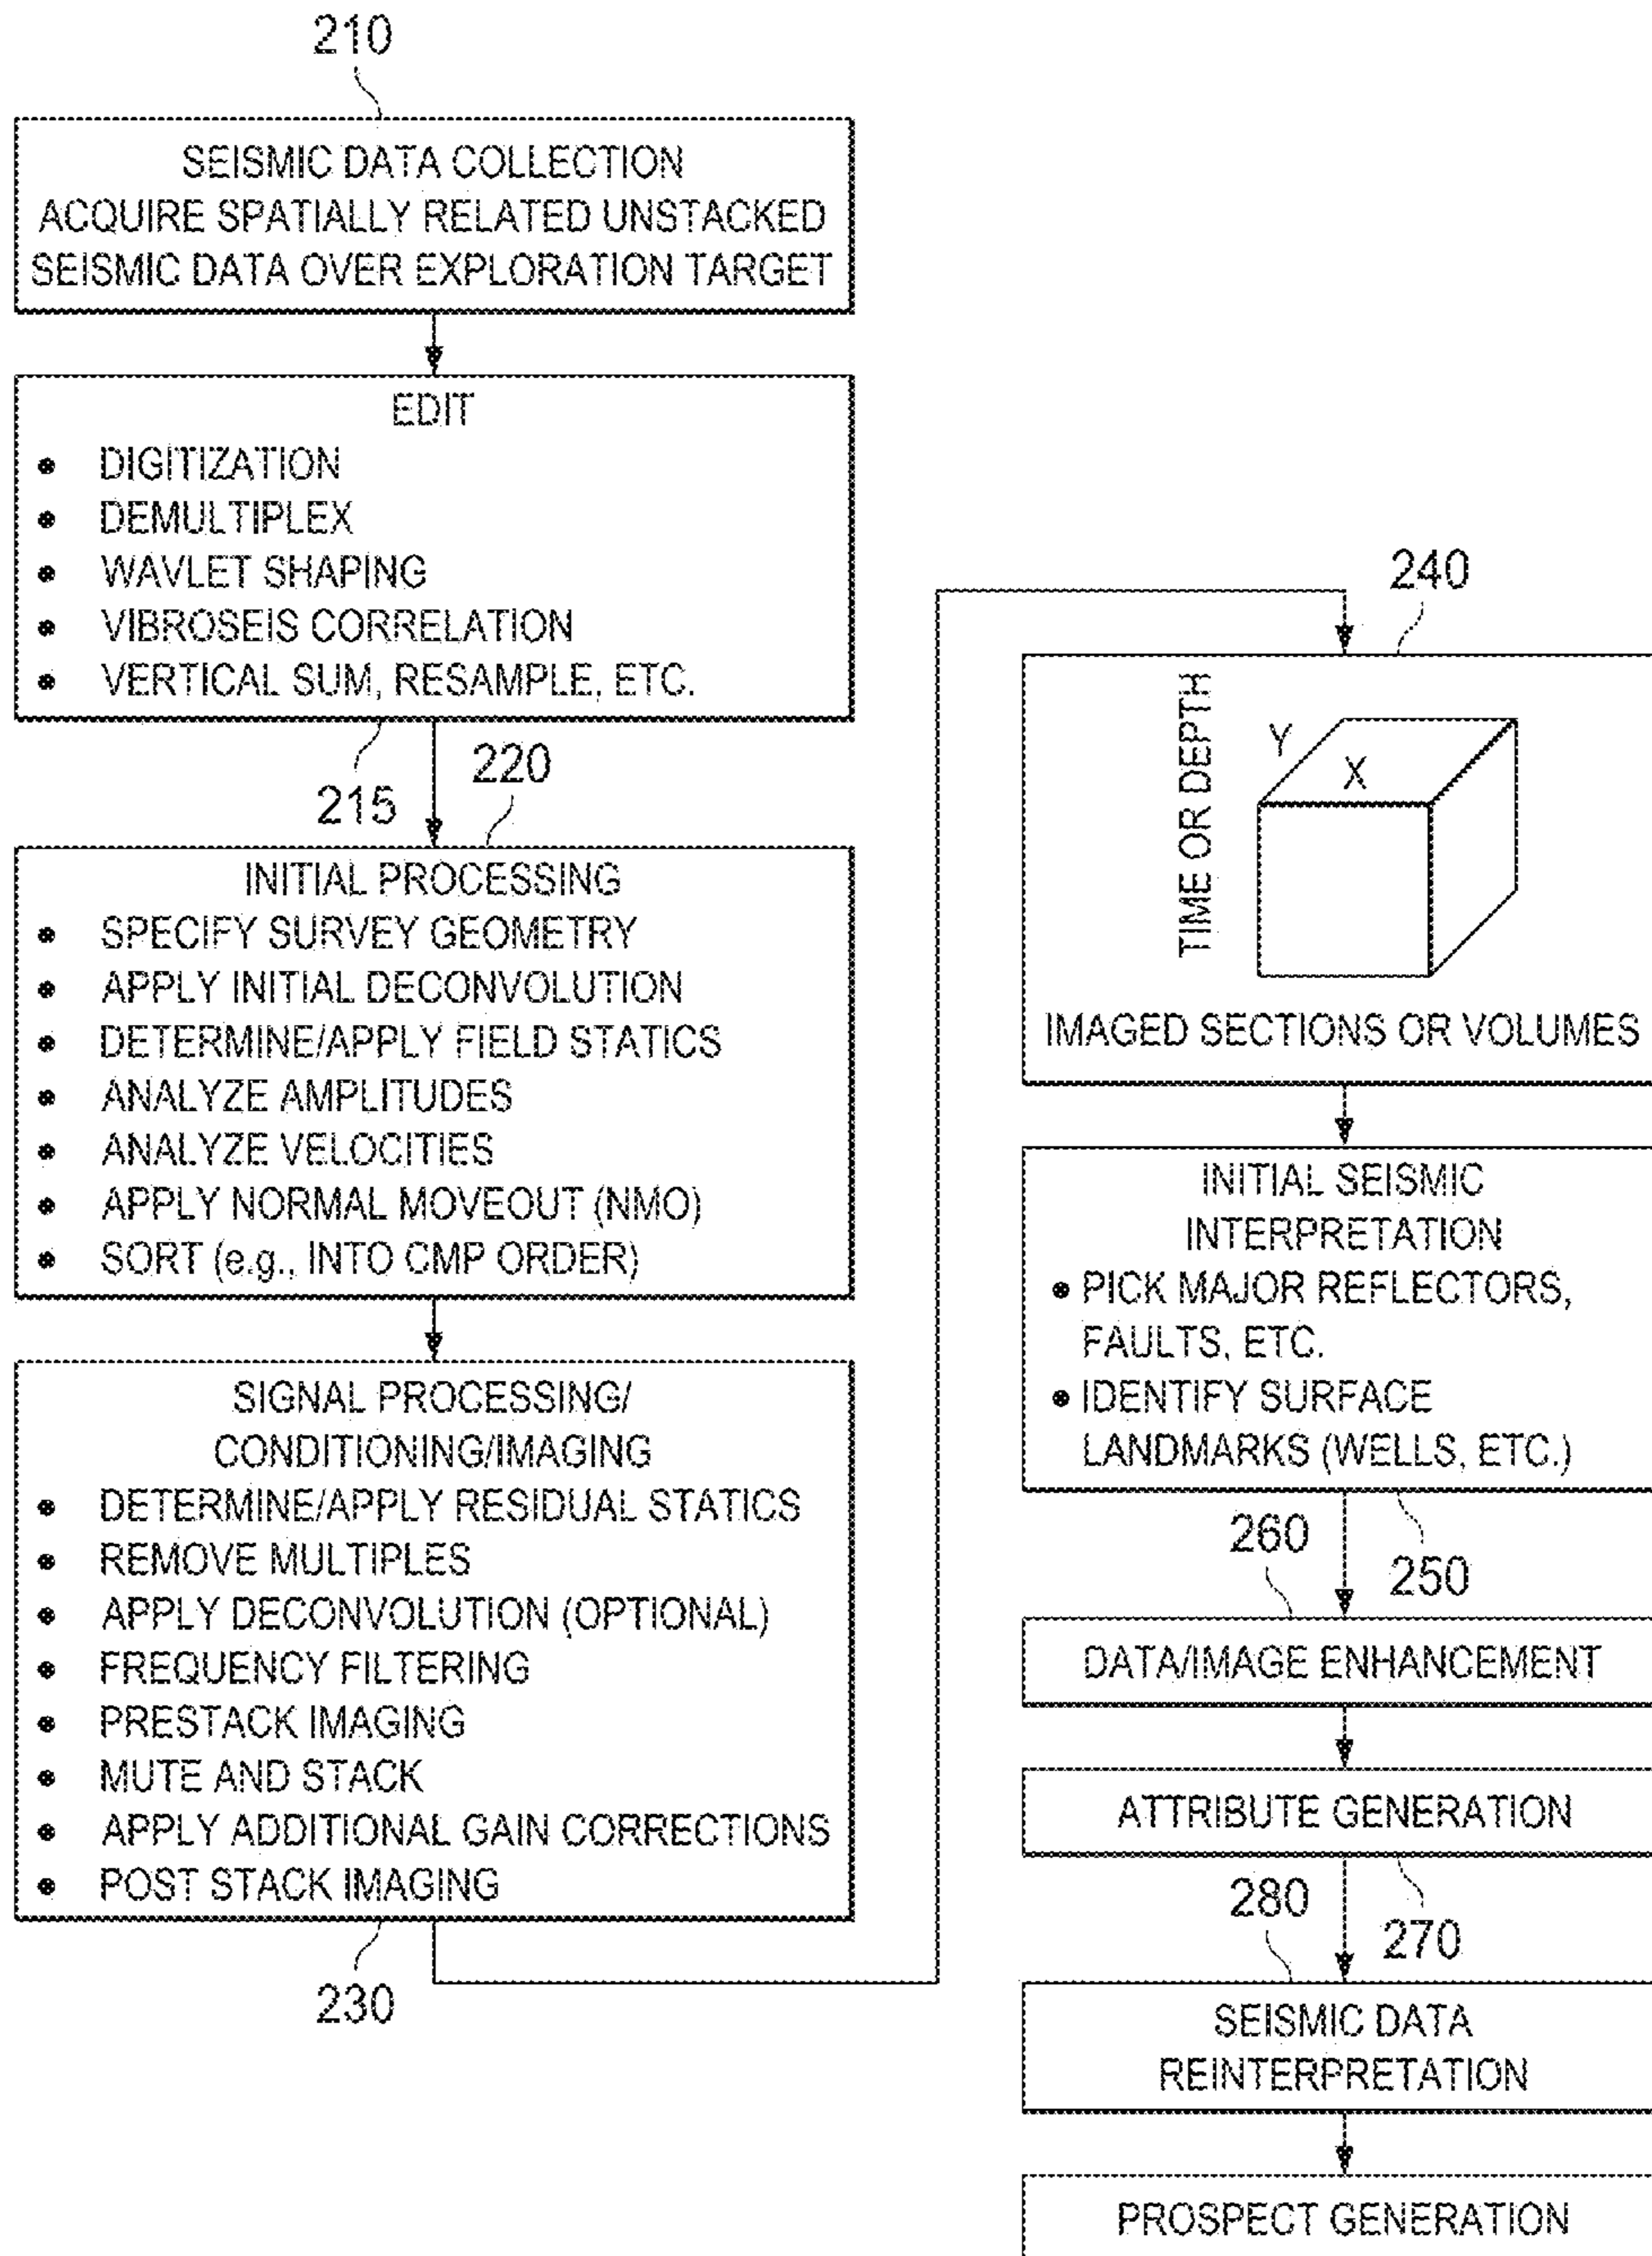 210
SEISMIC DATA COLLECTION
ACQUIRE SPATIALLY RELATED UNSTACKED
SEISMIC DATA OVER EXPLORATION TARGET
EDIT
• DIGITIZATION
• DEMULTIPLEX
• WAVLET SHAPING
• VIBROSEIS CORRELATION
• VERTICAL SUM, RESAMPLE, ETC.
215
220
INITIAL PROCESSING
• SPECIFY SURVEY GEOMETRY
• APPLY INITIAL DECONVOLUTION
• DETERMINE/APPLY FIELD STATICS
• ANALYZE AMPLITUDES
• ANALYZE VELOCITIES
• APPLY NORMAL MOVEOUT (NMO)
• SORT (e.g., INTO CMP ORDER)
SIGNAL PROCESSING/
CONDITIONING/IMAGING
• DETERMINE/APPLY RESIDUAL STATICS
• REMOVE MULTIPLES
• APPLY DECONVOLUTION (OPTIONAL)
• FREQUENCY FILTERING
• PRESTACK IMAGING
• MUTE AND STACK
• APPLY ADDITIONAL GAIN CORRECTIONS
• POST STACK IMAGING
230
240
TIME OR DEPTH
Y
X
IMAGED SECTIONS OR VOLUMES
INITIAL SEISMIC
INTERPRETATION
• PICK MAJOR REFLECTORS,
FAULTS, ETC.
• IDENTIFY SURFACE
LANDMARKS (WELLS, ETC.)
260
250
DATA/IMAGE ENHANCEMENT
ATTRIBUTE GENERATION
280
270
SEISMIC DATA
REINTERPRETATION
PROSPECT GENERATION